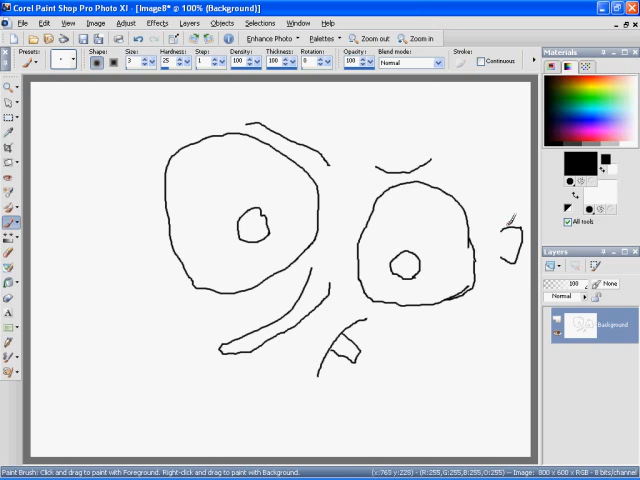 Corel Paint Shop Pro Photo XI - [Image8* @ 100% (Background)]
File Edit View Image Adjust Effects Layers Objects Selections Window Help
Enhance Photo Palettes Zoom out Zoom in
Presets: Shape: Size: Hardness: Step: Density: Thickness: Rotation: Opacity: Blend mode: Stroke:
3 25 1 100 100 0 100 Normal Continuous
Materials
All tools
Layers
100 None
Normal
Background
Paint Brush: Click and drag to paint with Foreground. Right-click and drag to paint with Background.
(x:765 y:228) - (R:255,G:255,B:255,O:255) -- Image: 800 x 600 x RGB - 8 bits/channel